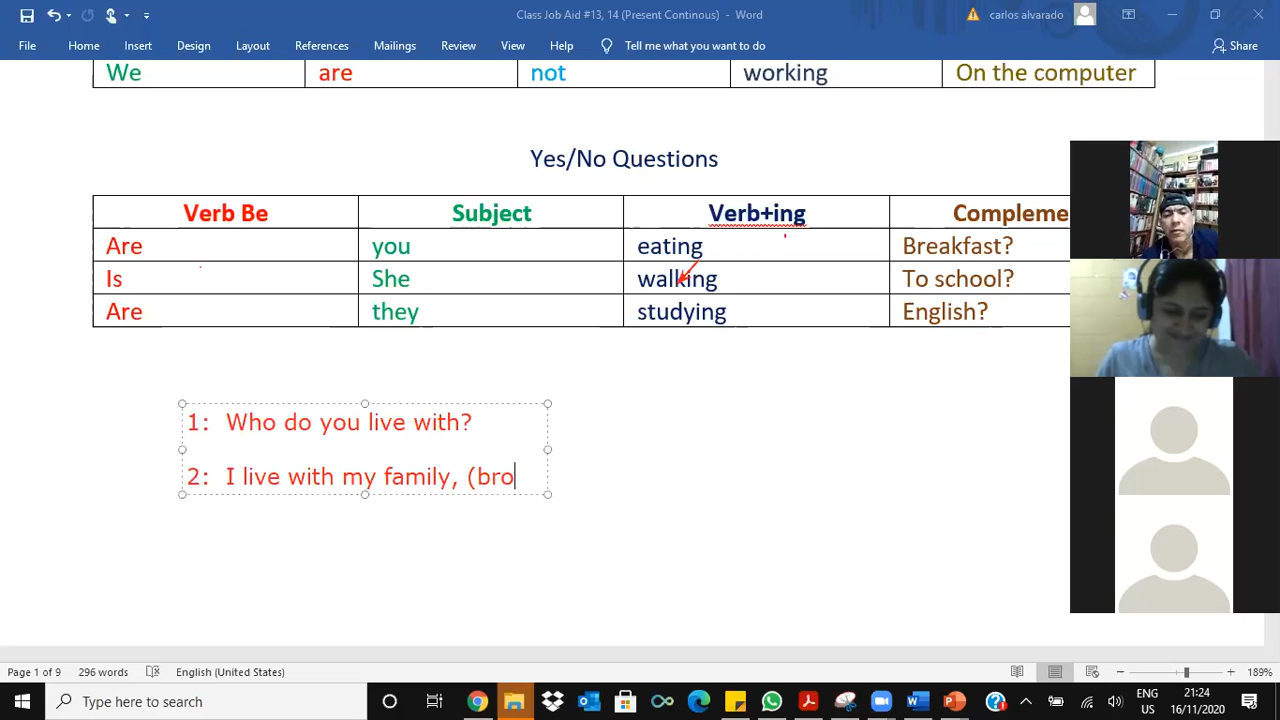 Class Job Aid #13, 14 (Present Continous) - Word
carlos alvarado
File Home Insert Design Layout References Mailings Review View Help Tell me what you want to do Share
We are not working On the computer
Yes/No Questions
Verb Be Subject Verb+ing Compleme
Are you eating Breakfast?
Is She walking To school?
Are they studying English?
1: Who do you live with?
2: I live with my family, (bro
Page 1 of 9 296 words English (United States) 189%
Type here to search
ENG 21:24
US 16/11/2020